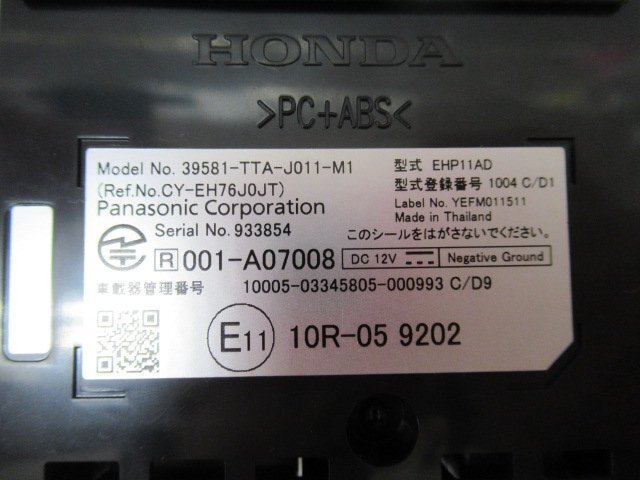 HONDA
>PC+ABS<
Model No. 39581-TTA-J011-M1
(Ref.No.CY-EH76J0JT)
Panasonic Corporation
Serial No. 933854
型式 EHP11AD
型式登録番号 1004 C/D1
Label No. YEFM011511
Made in Thailand
このシールをはがさないでください。
R 001-A07008
DC 12V
Negative Ground
車載器管理番号 10005-03345805-000993 C/D9
E11 10R-05 9202